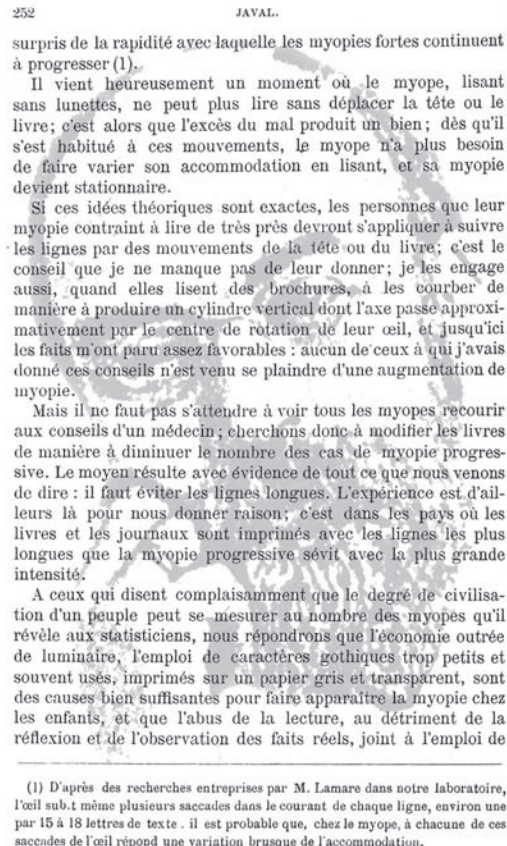 252
JAVAL.
surpris de la rapidité avec laquelle les myopies fortes continuent
à progresser (1).
Il vient heureusement un moment où le myope, lisant
sans lunettes, ne peut plus lire sans déplacer la tête ou le
livre; c'est alors que l'excès du mal produit un bien; dès qu'il
s'est habitué à ces mouvements, le myope n'a plus besoin
de faire varier son accommodation en lisant, et sa myopie
devient stationnaire.
Si ces idées théoriques sont exactes, les personnes que leur
myopie contraint à lire de très près devront s'appliquer à suivre
les lignes par des mouvements de la tête ou du livre; c'est le
conseil que je ne manque pas de leur donner; je les engage
aussi, quand elles lisent des brochures, à les courber de
manière à produire un cylindre vertical dont l'axe passe approxi-
mativement par le centre de rotation de leur œil, et jusqu'ici
les faits m'ont paru assez favorables : aucun de ceux à qui j'avais
donné ces conseils n'est venu se plaindre d'une augmentation de
myopie.
Mais il ne faut pas s'attendre à voir tous les myopes recourir
aux conseils d'un médecin; cherchons donc à modifier les livres
de manière à diminuer le nombre des cas de myopie progres-
sive. Le moyen résulte avec évidence de tout ce que nous venons
de dire : il faut éviter les lignes longues. L'expérience est d'ail-
leurs là pour nous donner raison; c'est dans les pays où les
livres et les journaux sont imprimés avec les lignes les plus
longues que la myopie progressive sévit avec la plus grande
intensité.
A ceux qui disent complaisamment que le degré de civilisa-
tion d'un peuple peut se mesurer au nombre des myopes qu'il
révèle aux statisticiens, nous répondrons que l'économie outrée
de luminaire, l'emploi de caractères gothiques trop petits et
souvent usés, imprimés sur un papier gris et transparent, sont
des causes bien suffisantes pour faire apparaître la myopie chez
les enfants, et que l'abus de la lecture, au détriment de la
réflexion et de l'observation des faits réels, joint à l'emploi de
(1) D'après des recherches entreprises par M. Lamare dans notre laboratoire,
l'œil sub.t même plusieurs saccades dans le courant de chaque ligne, environ une
par 15 à 18 lettres de texte . il est probable que, chez le myope, à chacune de ces
saccades de l'œil répond une variation brusque de l'accommodation.